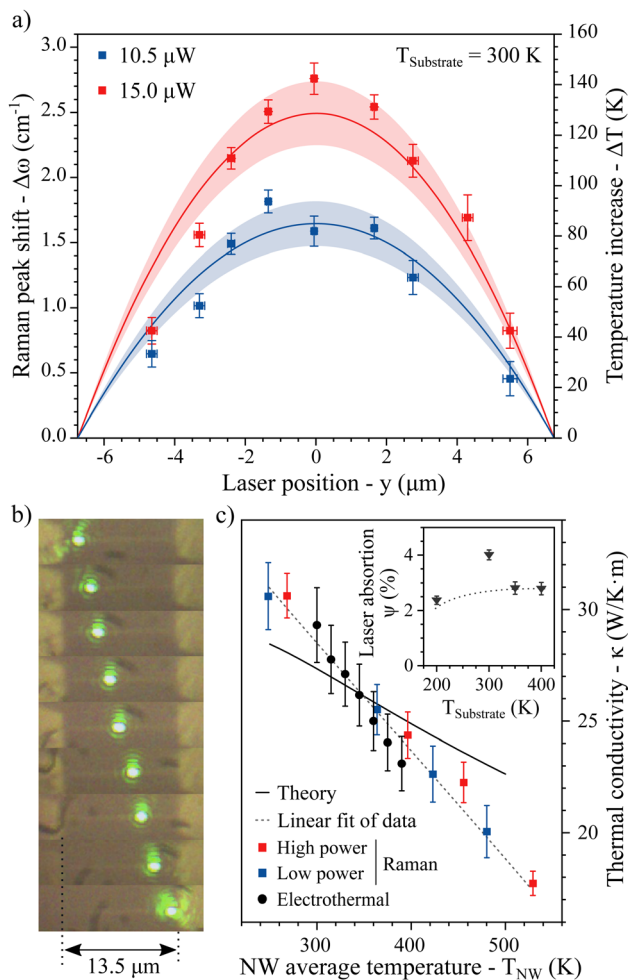 a)
10.5 μW
15.0 μW
T_Substrate = 300 K
Raman peak shift - Δω (cm⁻¹)
3.0
2.5
2.0
1.5
1.0
0.5
0.0
160
140
120
100
80
60
40
20
0
Temperature increase - ΔT (K)
-6 -4 -2 0 2 4 6
Laser position - y (μm)
b)
13.5 μm
c)
Laser absortion
ψ (%)
6
4
2
0
200 300 400
T_Substrate (K)
Theory
Linear fit of data
High power
Low power
Raman
Electrothermal
30
25
20
Thermal conductivity - κ (W/K·m)
300 400 500
NW average temperature - T_NW (K)